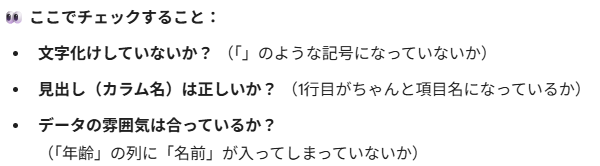 👀 ここでチェックすること：
• 文字化けしていないか？ （「」のような記号になっていないか）
• 見出し（カラム名）は正しいか？ （1行目がちゃんと項目名になっているか）
• データの雰囲気は合っているか？
（「年齢」の列に「名前」が入ってしまっていないか）